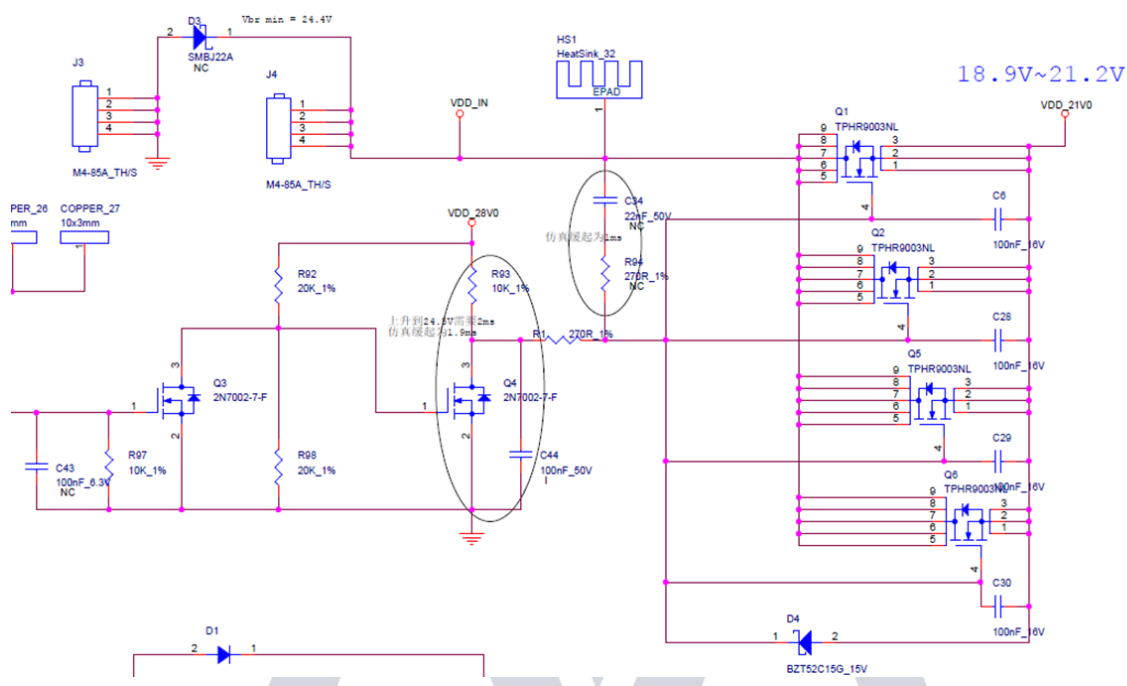 D3
Vbr min = 24.4V
2
1
SMBJ22A
NC
J3
1
2
3
4
M4-85A_TH/S
J4
1
2
3
4
M4-85A_TH/S
VDD_IN
HS1
HeatSink_32
EPAD
1
18.9V~21.2V
VDD_21V0
Q1
TPHR9003NL
9
8
7
6
5
3
2
1
4
C6
100nF_16V
Q2
TPHR9003NL
9
8
7
6
5
3
2
1
4
C28
100nF_16V
Q5
TPHR9003NL
9
8
7
6
5
3
2
1
4
C29
100nF_16V
Q6
TPHR9003NL
9
8
7
6
5
3
2
1
4
C30
100nF_16V
D4
1
2
BZT52C15G_15V
C34
22nF_50V
NC
仿真缓起为1ms
R94
270R_1%
NC
PER_26
mm
COPPER_27
10x3mm
1
VDD_28V0
R92
20K_1%
R93
10K_1%
上升到24.5V需要2ms
仿真缓起为1.9ms
R1
270R_1%
3
Q3
2N7002-7-F
1
2
3
Q4
2N7002-7-F
1
2
C43
100nF_6.3V
NC
R97
10K_1%
R98
20K_1%
C44
100nF_50V
D1
2
1